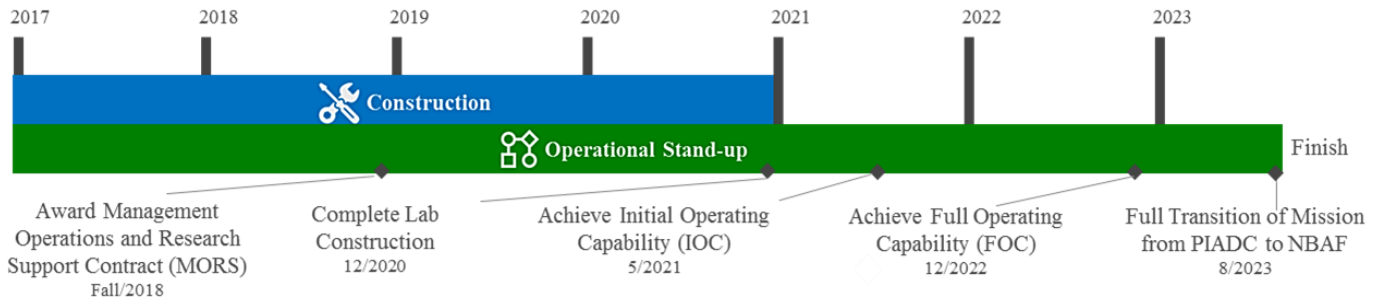 2017
2018
2019
2020
2021
2022
2023
Construction
Operational Stand-up
Finish
Award Management
Operations and Research
Support Contract (MORS)
Fall/2018
Complete Lab
Construction
12/2020
Achieve Initial Operating
Capability (IOC)
5/2021
Achieve Full Operating
Capability (FOC)
12/2022
Full Transition of Mission
from PIADC to NBAF
8/2023